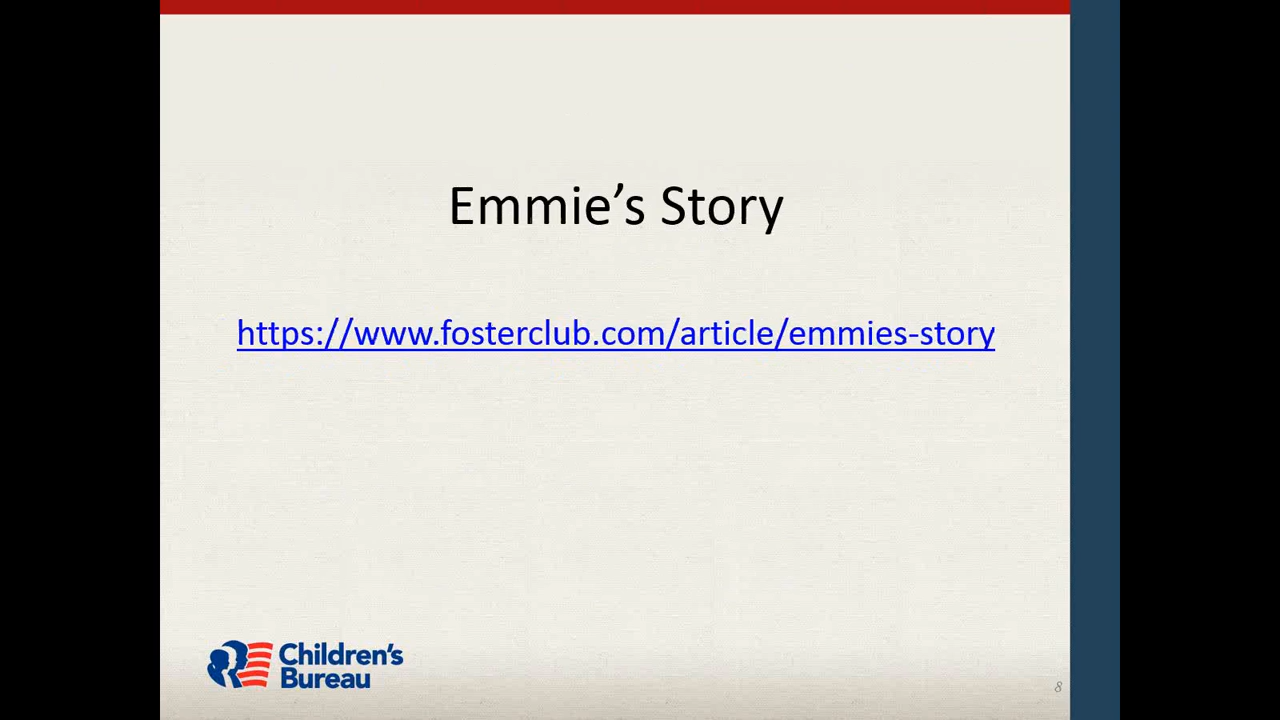 Emmie’s Story
https://www.fosterclub.com/article/emmies-story
Children's
Bureau
8